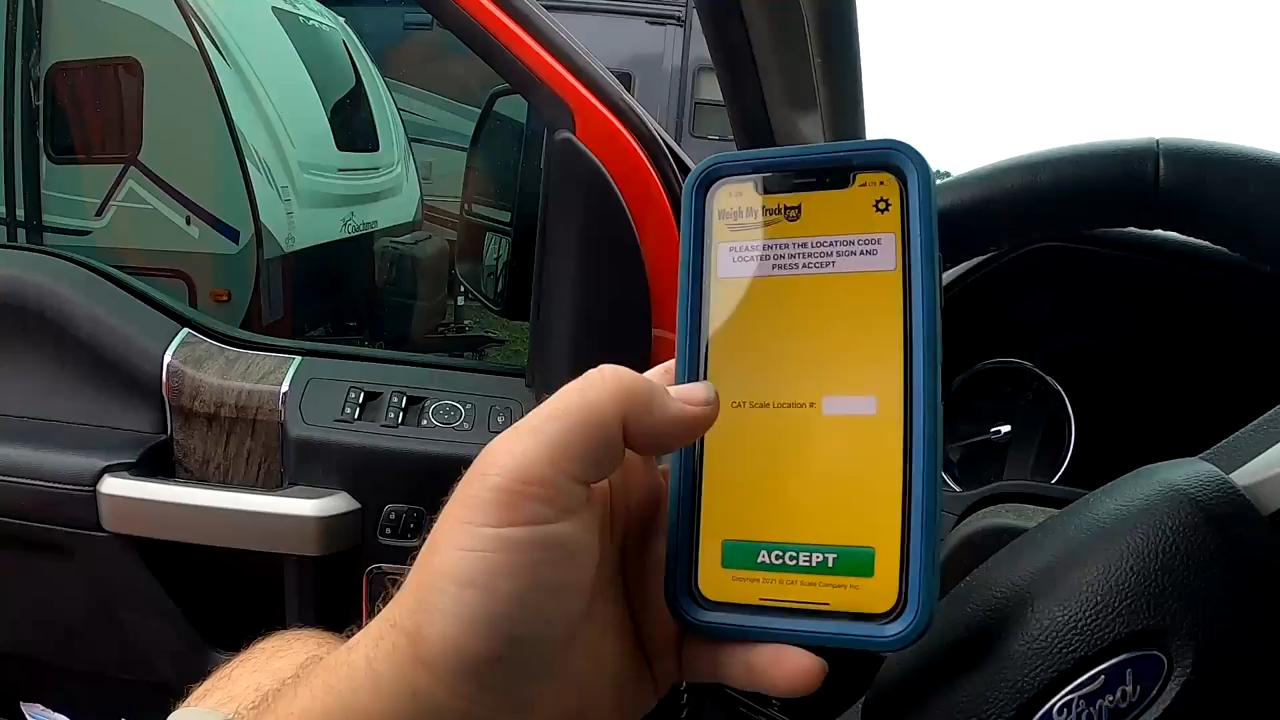 Weigh My Truck
CAT
PLEASE ENTER THE LOCATION CODE
LOCATED ON INTERCOM SIGN AND
PRESS ACCEPT
CAT Scale Location #:
ACCEPT
Copyright 2021 © CAT Scale Company Inc.
Coachmen
Ford